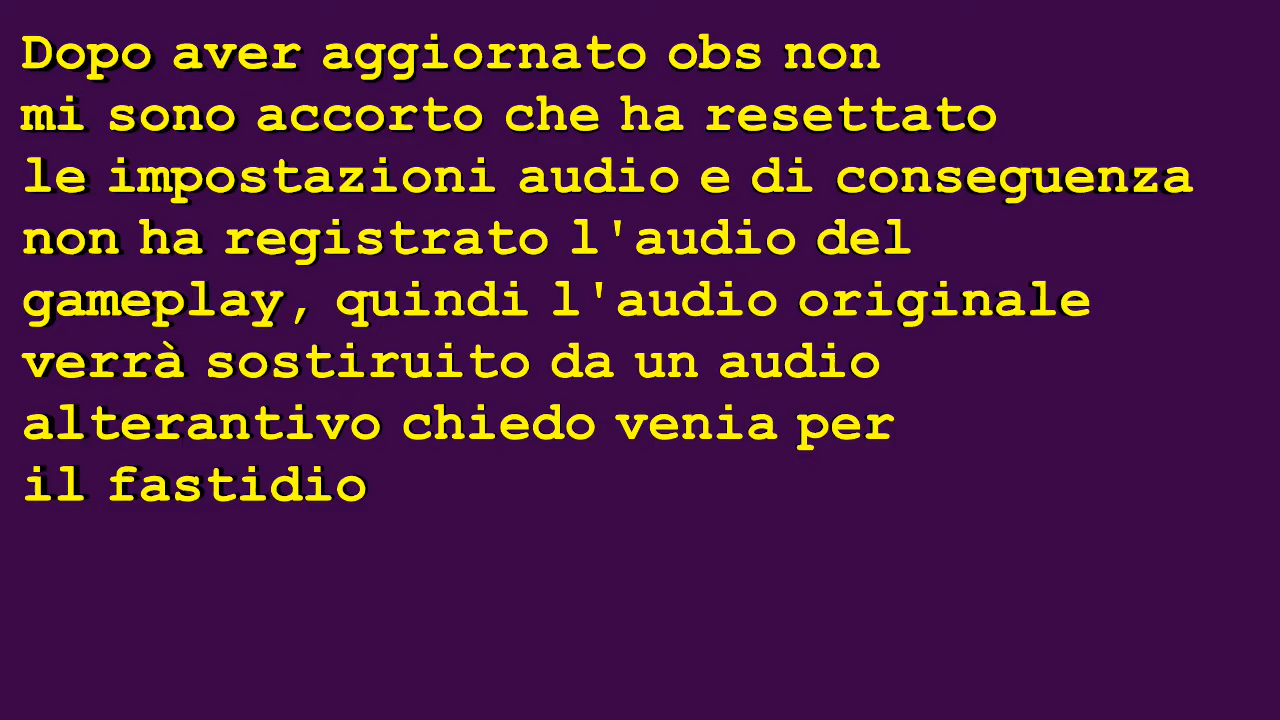 Dopo aver aggiornato obs non
mi sono accorto che ha resettato
le impostazioni audio e di conseguenza
non ha registrato l'audio del
gameplay, quindi l'audio originale
verrà sostiruito da un audio
alterantivo chiedo venia per
il fastidio